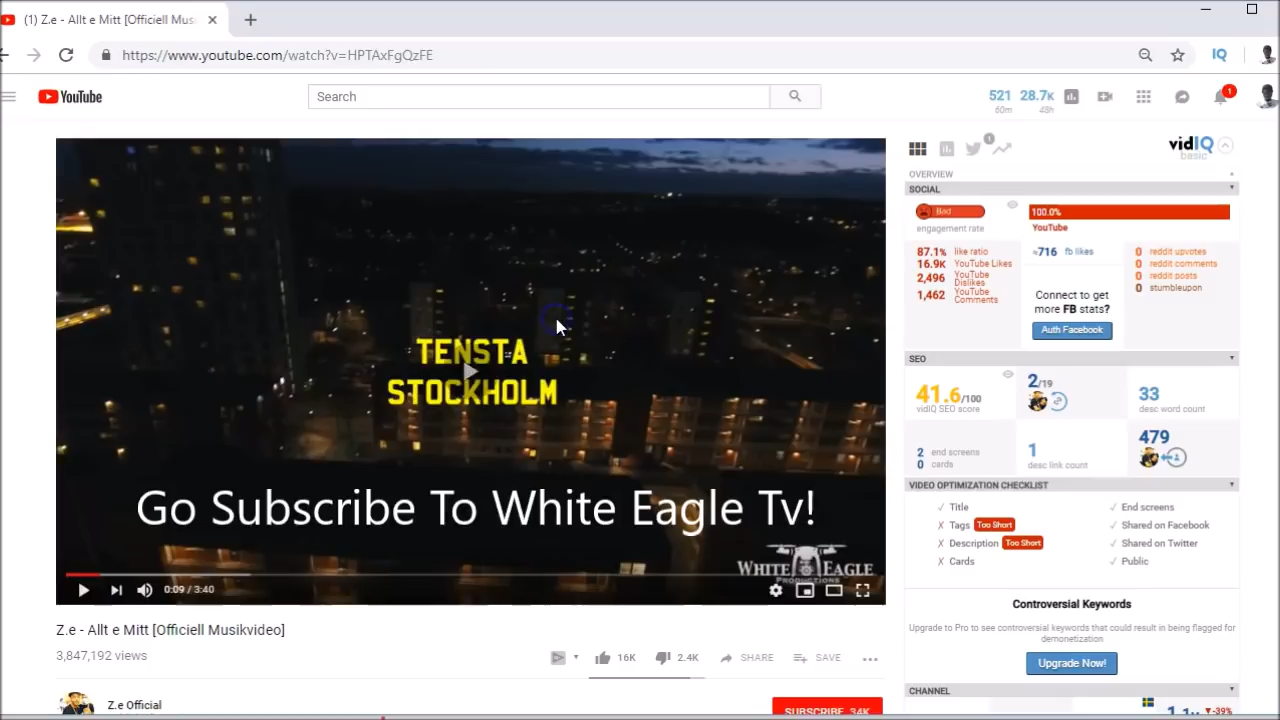 (1) Z.e - Allt e Mitt [Officiell Musi
https://www.youtube.com/watch?v=HPTAxFgQzFE
IQ
YouTube
Search
521 28.7K
60m 48h
1
1
vidIQ
basic
OVERVIEW
SOCIAL
Bad
engagement rate
100.0%
YouTube
87.1% like ratio
16.9K YouTube Likes
2,496 YouTube Dislikes
1,462 YouTube Comments
≈716 fb likes
Connect to get
more FB stats?
Auth Facebook
0 reddit upvotes
0 reddit comments
0 reddit posts
0 stumbleupon
TENSTA
STOCKHOLM
Go Subscribe To White Eagle Tv!
WHITE EAGLE
PRODUCTIONS
0:09 / 3:40
SEO
41.6/100
vidIQ SEO score
2/19
33
desc word count
2 end screens
0 cards
1
desc link count
479
VIDEO OPTIMIZATION CHECKLIST
✓ Title
✗ Tags Too Short
✗ Description Too Short
✗ Cards
✓ End screens
✓ Shared on Facebook
✓ Shared on Twitter
✓ Public
Controversial Keywords
Upgrade to Pro to see controversial keywords that could result in being flagged for
demonetization
Upgrade Now!
Z.e - Allt e Mitt [Officiell Musikvideo]
3,847,192 views
16K 2.4K SHARE SAVE
Z.e Official
SUBSCRIBE 34K
CHANNEL
-39%